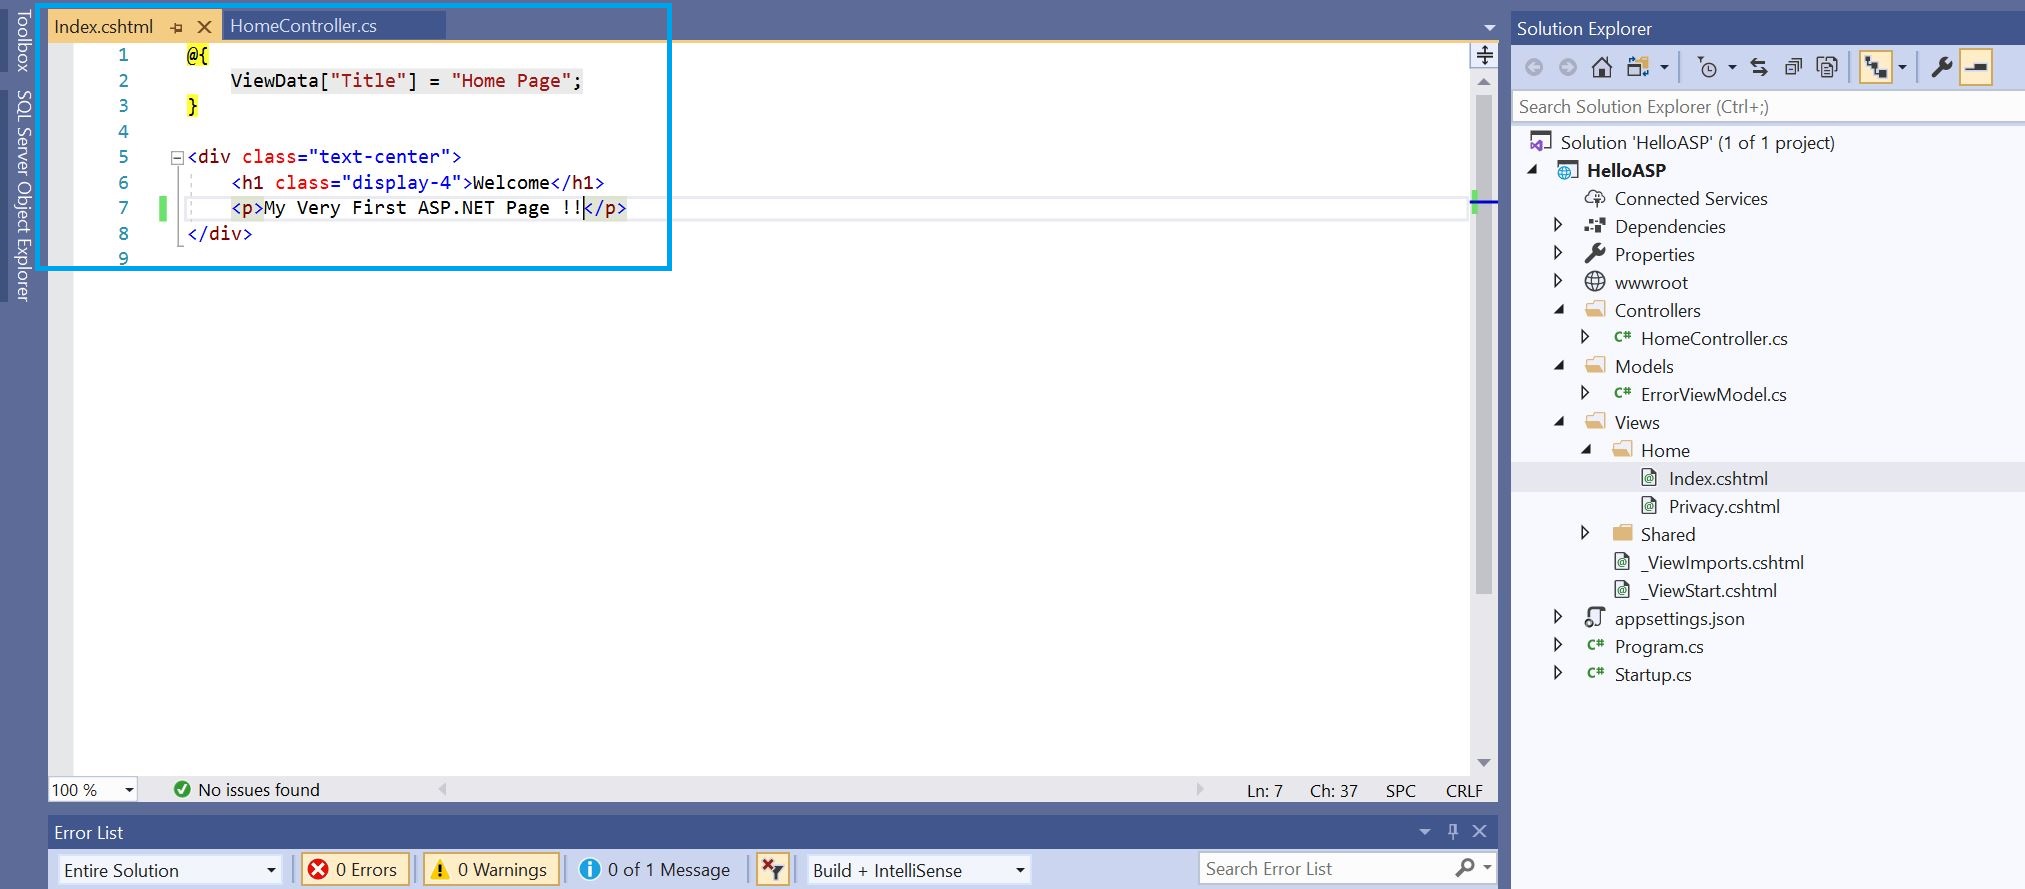 Toolbox
SQL Server Object Explorer
Index.cshtml
HomeController.cs
1 @{
2 ViewData["Title"] = "Home Page";
3 }
4
5 <div class="text-center">
6 <h1 class="display-4">Welcome</h1>
7 <p>My Very First ASP.NET Page !!</p>
8 </div>
9
100 %
No issues found
Ln: 7
Ch: 37
SPC
CRLF
Error List
Entire Solution
0 Errors
0 Warnings
0 of 1 Message
Build + IntelliSense
Search Error List
Solution Explorer
Search Solution Explorer (Ctrl+;)
Solution 'HelloASP' (1 of 1 project)
HelloASP
Connected Services
Dependencies
Properties
wwwroot
Controllers
C# HomeController.cs
Models
C# ErrorViewModel.cs
Views
Home
Index.cshtml
Privacy.cshtml
Shared
_ViewImports.cshtml
_ViewStart.cshtml
appsettings.json
C# Program.cs
C# Startup.cs